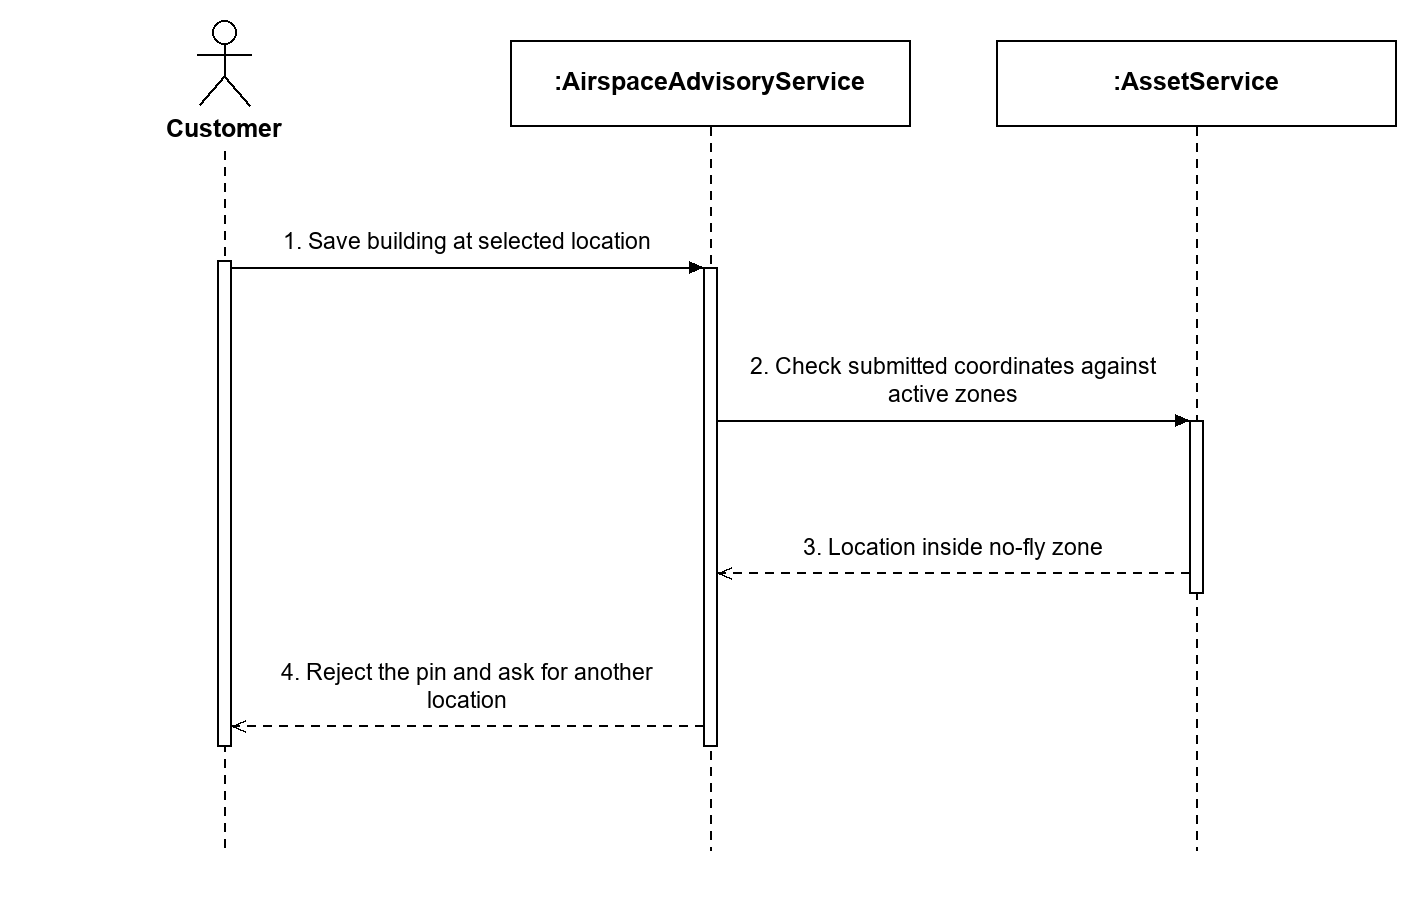 Customer
:AirspaceAdvisoryService
:AssetService
1. Save building at selected location
2. Check submitted coordinates against
active zones
3. Location inside no-fly zone
4. Reject the pin and ask for another
location